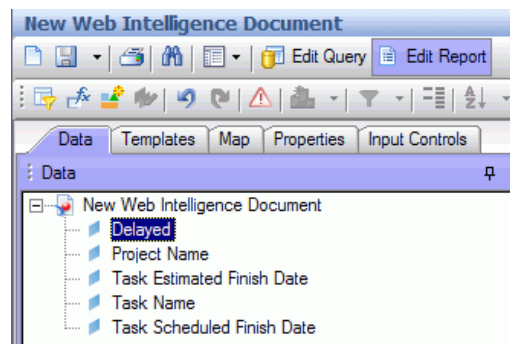 New Web Intelligence Document
Edit Query Edit Report
Data Templates Map Properties Input Controls
Data
New Web Intelligence Document
Delayed
Project Name
Task Estimated Finish Date
Task Name
Task Scheduled Finish Date